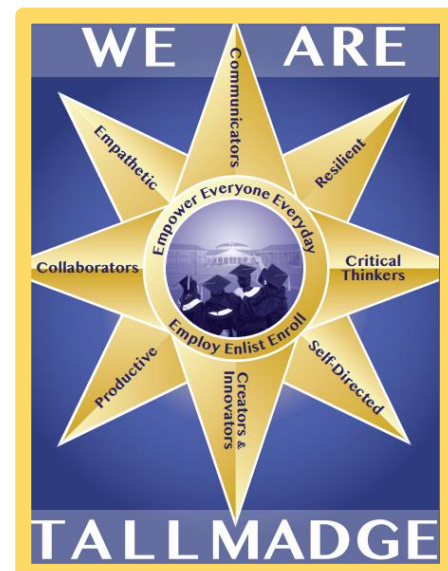 WE ARE
Communicators
Empathetic
Resilient
Empower Everyone Everyday
Collaborators
Critical
Thinkers
Employ Enlist Enroll
Productive
Creators &
Innovators
Self-Directed
TALLMADGE